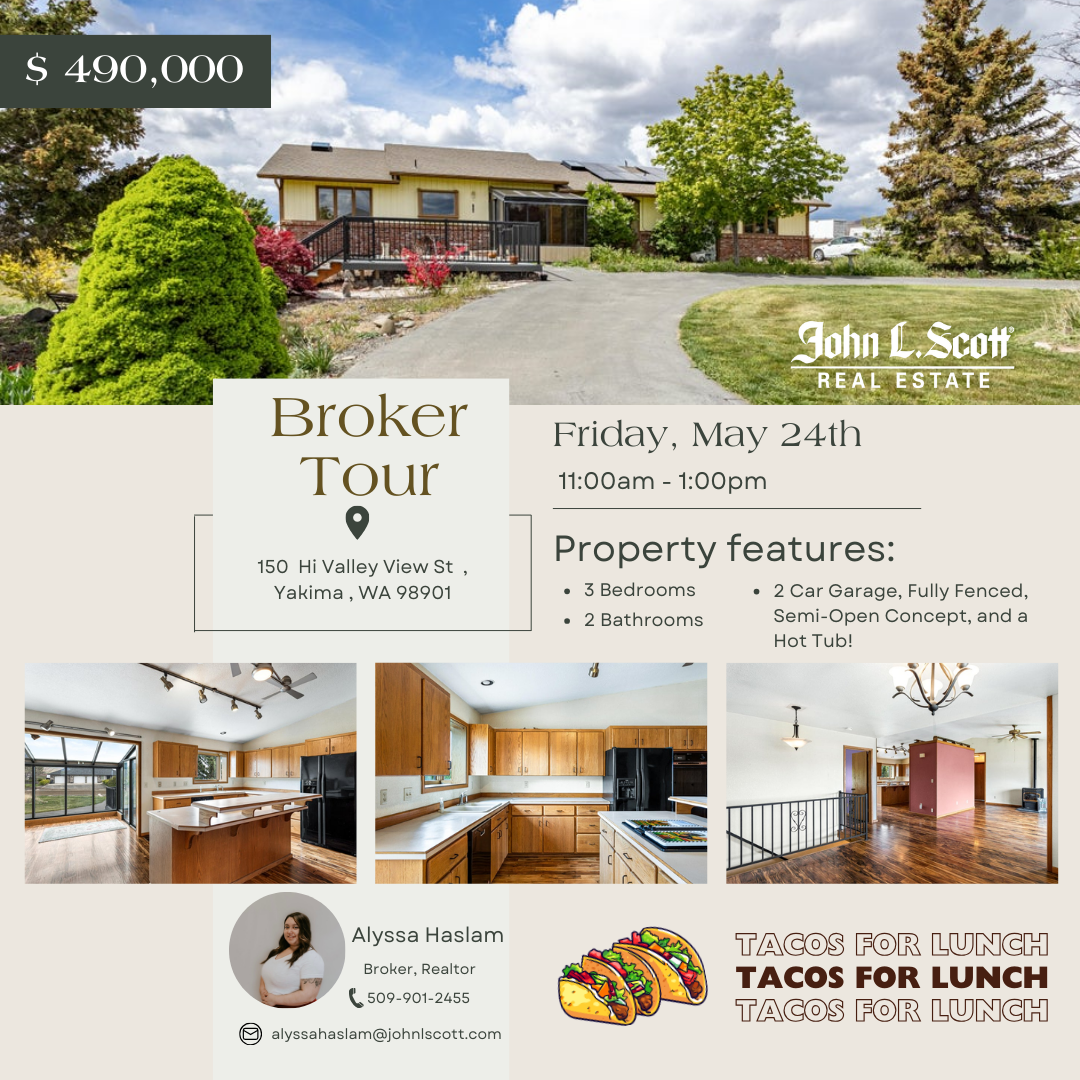 $ 490,000
John L. Scott®
REAL ESTATE
Broker
Tour
150 Hi Valley View St ,
Yakima , WA 98901
Friday, May 24th
11:00am - 1:00pm
Property features:
• 3 Bedrooms
• 2 Bathrooms
• 2 Car Garage, Fully Fenced,
Semi-Open Concept, and a
Hot Tub!
Alyssa Haslam
Broker, Realtor
509-901-2455
alyssahaslam@johnlscott.com
TACOS FOR LUNCH
TACOS FOR LUNCH
TACOS FOR LUNCH